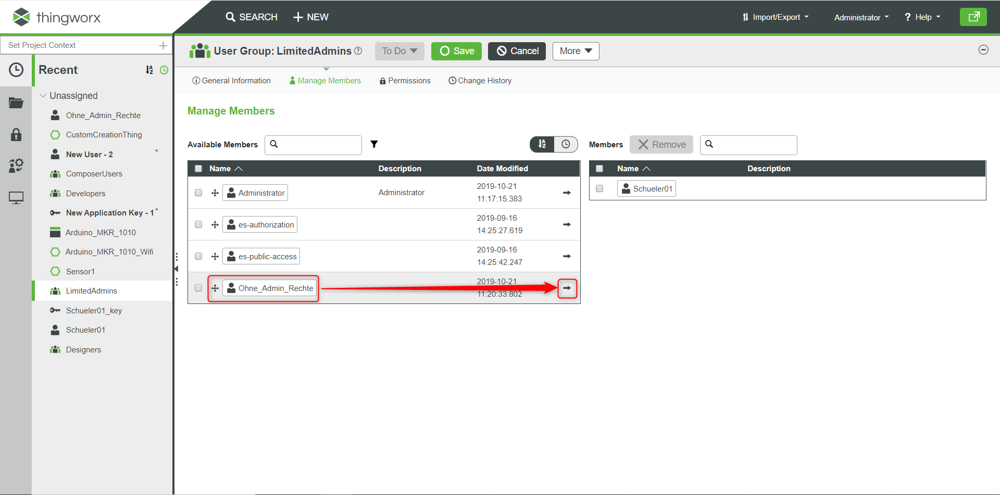 thingworx
SEARCH
NEW
Import/Export
Administrator
? Help
Set Project Context
User Group: LimitedAdmins
To Do
Save
Cancel
More
Recent
General Information
Manage Members
Permissions
Change History
Unassigned
Ohne_Admin_Rechte
CustomCreationThing
New User - 2 *
ComposerUsers
Developers
New Application Key - 1 *
Arduino_MKR_1010
Arduino_MKR_1010_Wifi
Sensor1
LimitedAdmins
Schueler01_key
Schueler01
Designers
Manage Members
Available Members
Name Description Date Modified
Administrator Administrator 2019-10-21
11:17:15.383
es-authorization 2019-09-16
14:25:27.619
es-public-access 2019-09-16
14:25:42.247
Ohne_Admin_Rechte 2019-10-21
11:20:33.802
Members
Remove
Name Description
Schueler01